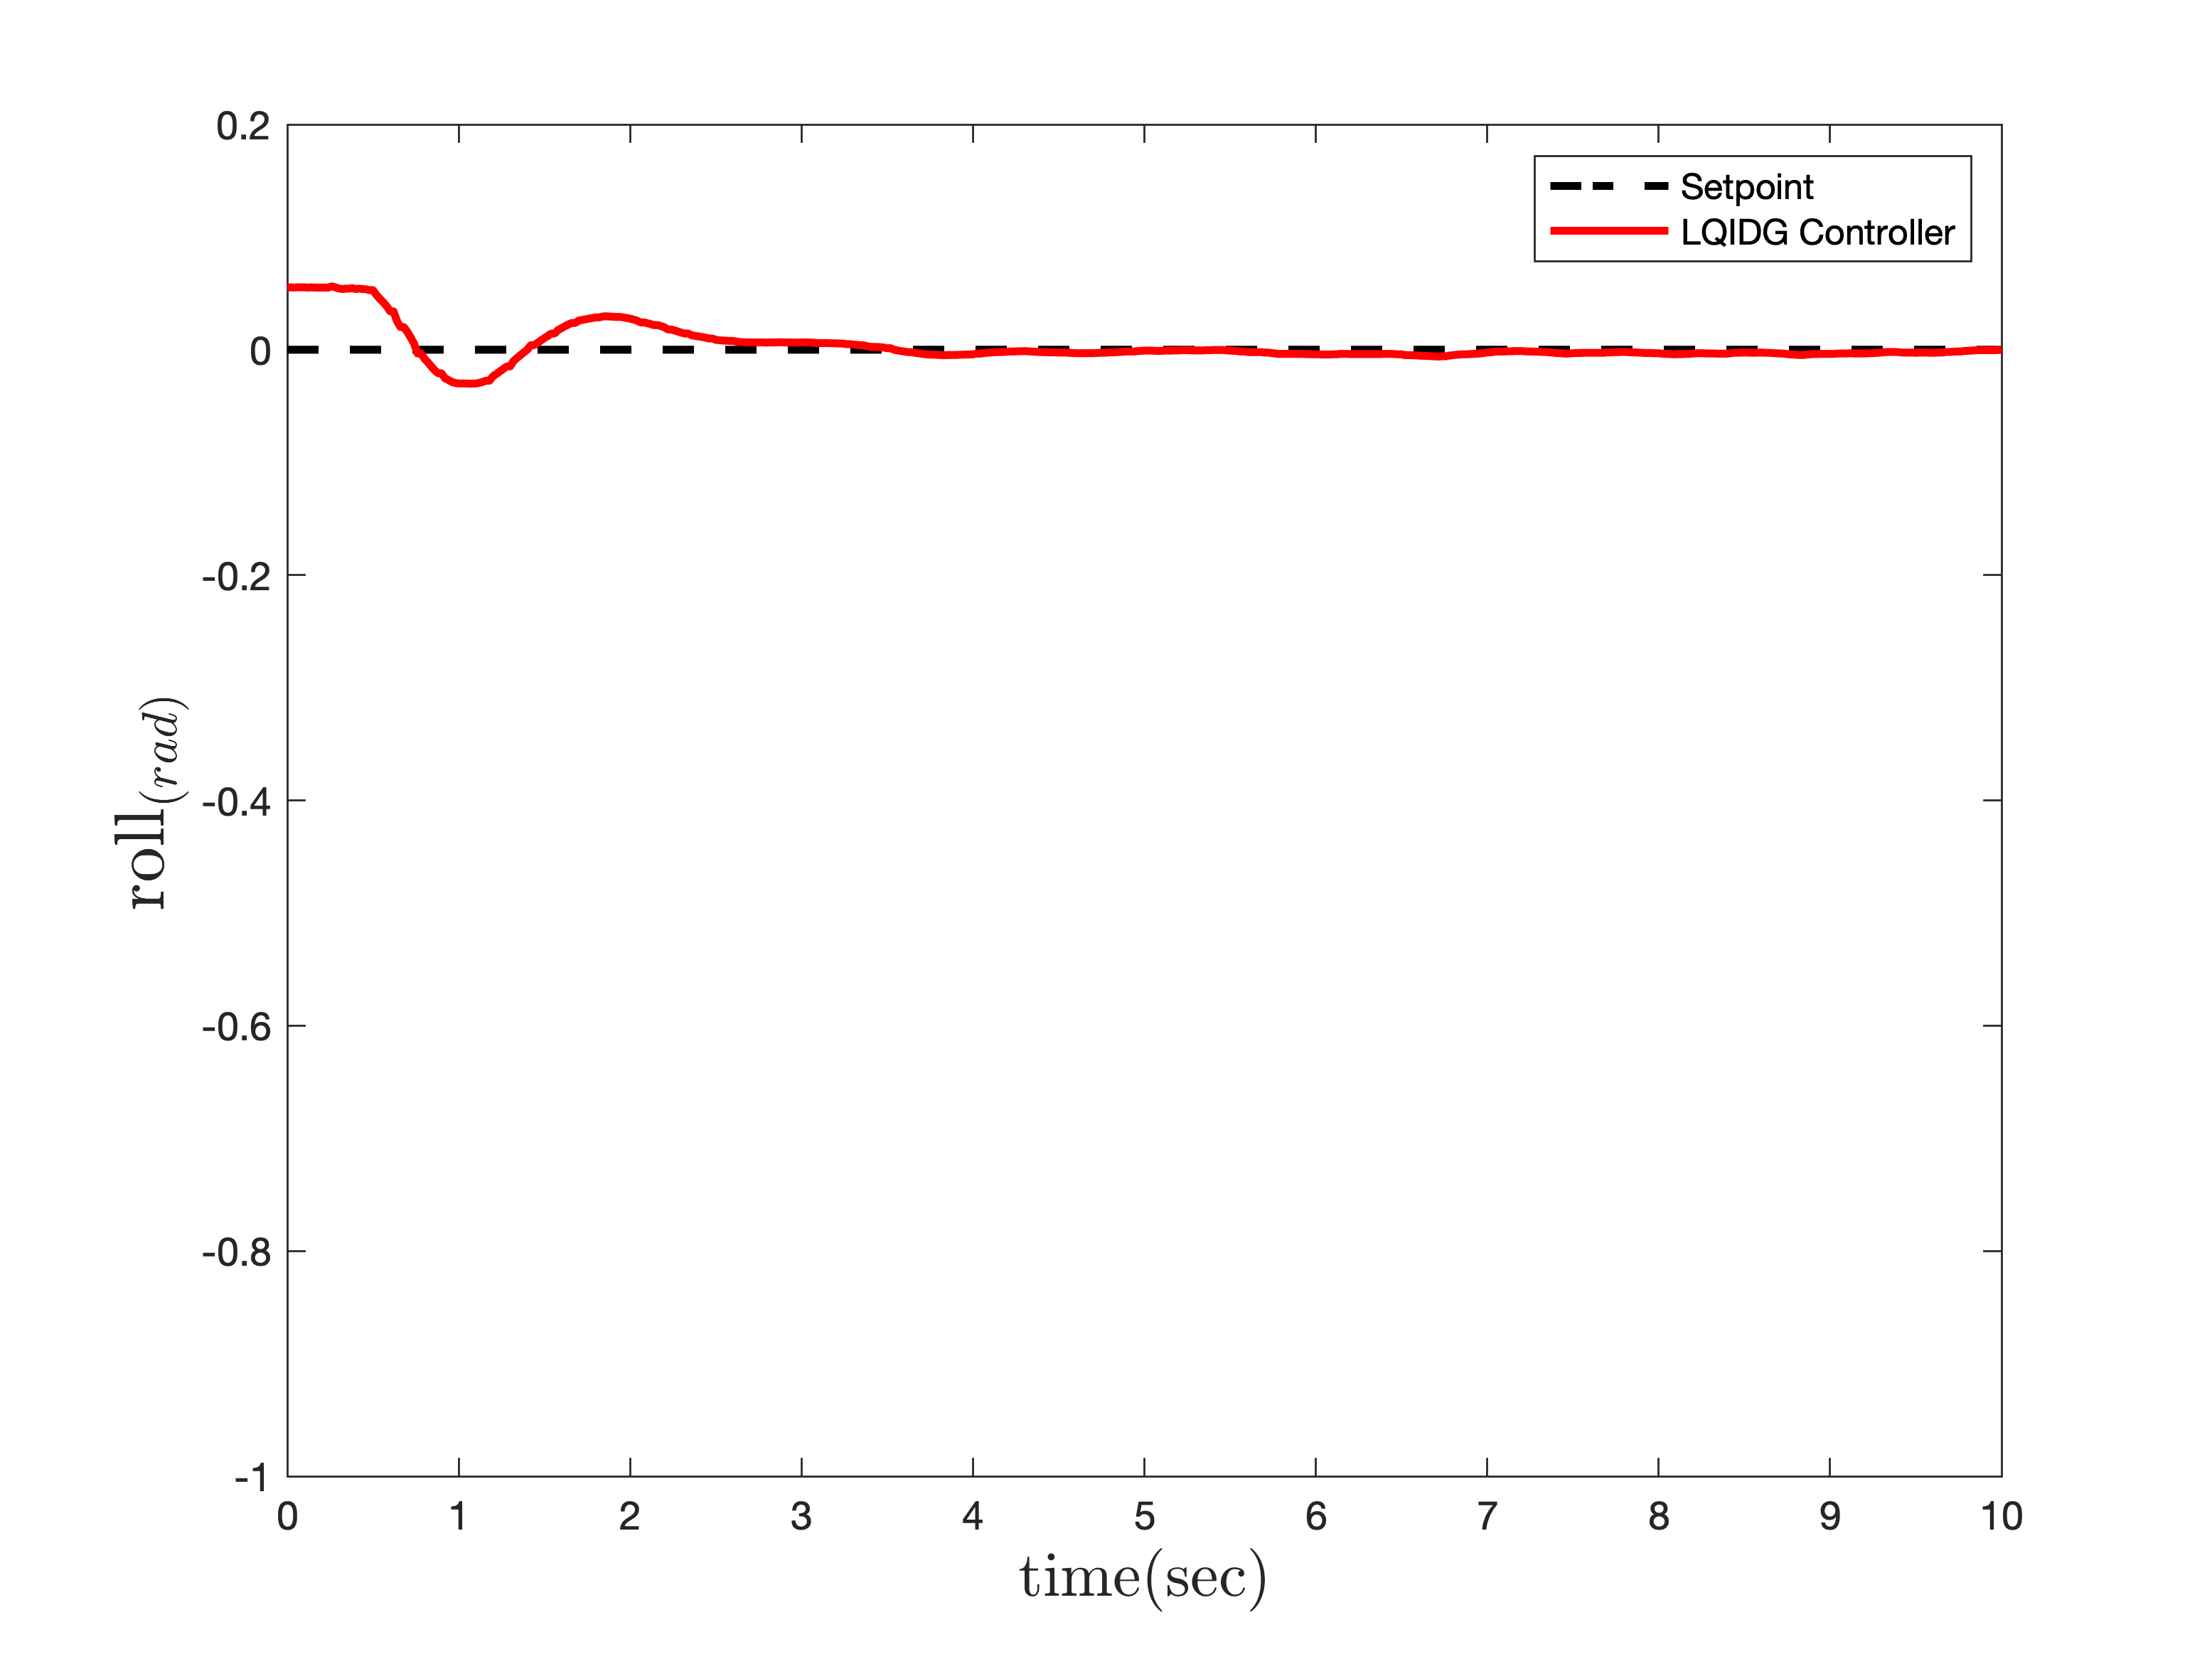 0.2
0
-0.2
-0.4
-0.6
-0.8
-1
roll(rad)
Setpoint
LQIDG Controller
0 1 2 3 4 5 6 7 8 9 10
time(sec)